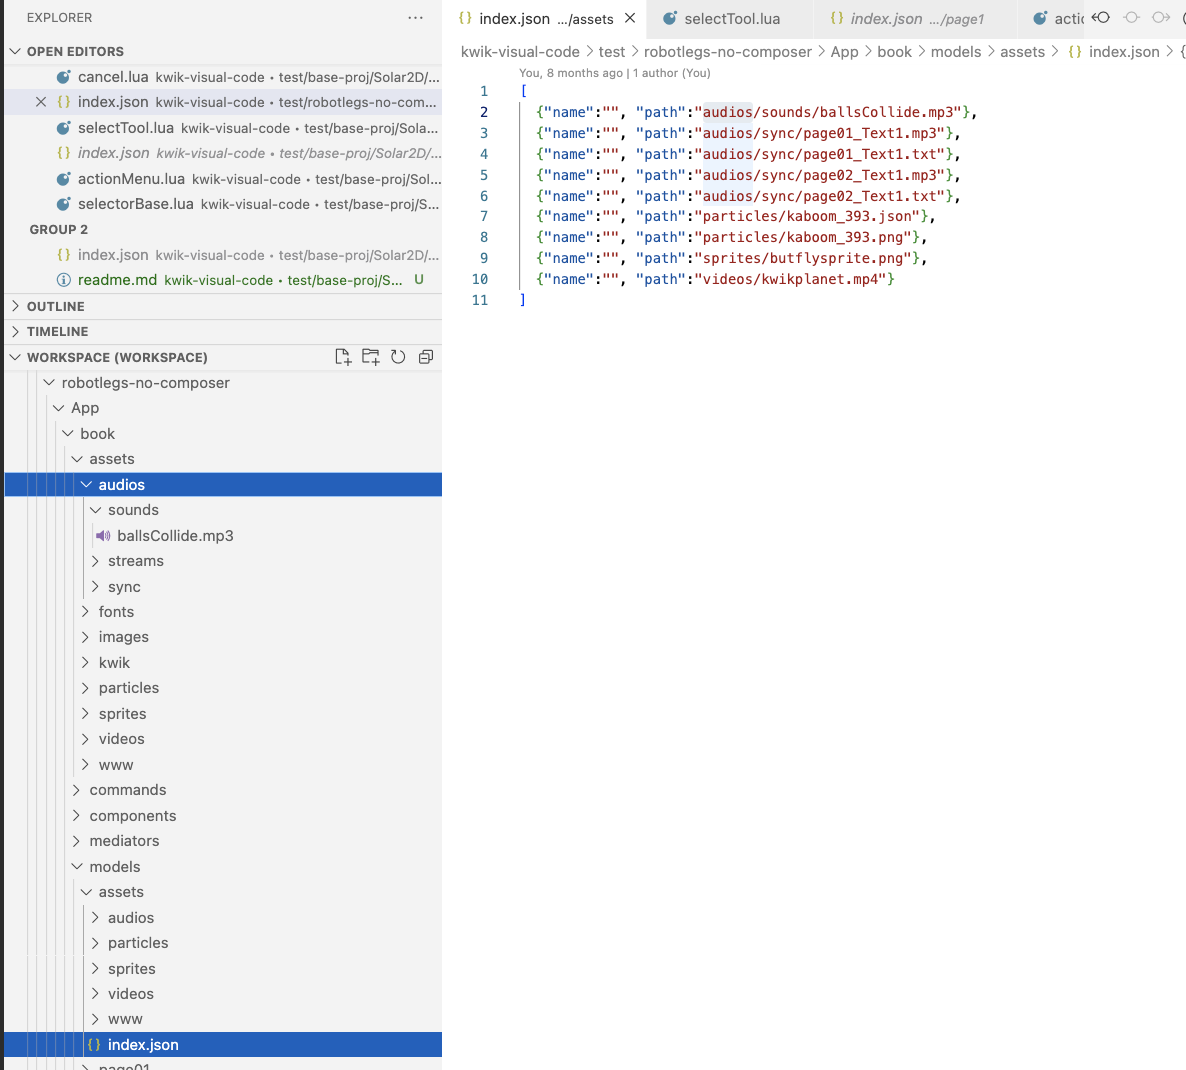 EXPLORER
OPEN EDITORS
cancel.lua kwik-visual-code • test/base-proj/Solar2D/...
index.json kwik-visual-code • test/robotlegs-no-com...
selectTool.lua kwik-visual-code • test/base-proj/Sola...
index.json kwik-visual-code • test/base-proj/Solar2D/...
actionMenu.lua kwik-visual-code • test/base-proj/Sol...
selectorBase.lua kwik-visual-code • test/base-proj/S...
GROUP 2
index.json kwik-visual-code • test/base-proj/Solar2D/...
readme.md kwik-visual-code • test/base-proj/S... U
OUTLINE
TIMELINE
WORKSPACE (WORKSPACE)
robotlegs-no-composer
App
book
assets
audios
sounds
ballsCollide.mp3
streams
sync
fonts
images
kwik
particles
sprites
videos
www
commands
components
mediators
models
assets
audios
particles
sprites
videos
www
index.json
page01
index.json .../assets
selectTool.lua
index.json .../page1
actic
kwik-visual-code > test > robotlegs-no-composer > App > book > models > assets > {} index.json > {
You, 8 months ago | 1 author (You)
1 [
2 {"name":"", "path":"audios/sounds/ballsCollide.mp3"},
3 {"name":"", "path":"audios/sync/page01_Text1.mp3"},
4 {"name":"", "path":"audios/sync/page01_Text1.txt"},
5 {"name":"", "path":"audios/sync/page02_Text1.mp3"},
6 {"name":"", "path":"audios/sync/page02_Text1.txt"},
7 {"name":"", "path":"particles/kaboom_393.json"},
8 {"name":"", "path":"particles/kaboom_393.png"},
9 {"name":"", "path":"sprites/butflysprite.png"},
10 {"name":"", "path":"videos/kwikplanet.mp4"}
11 ]